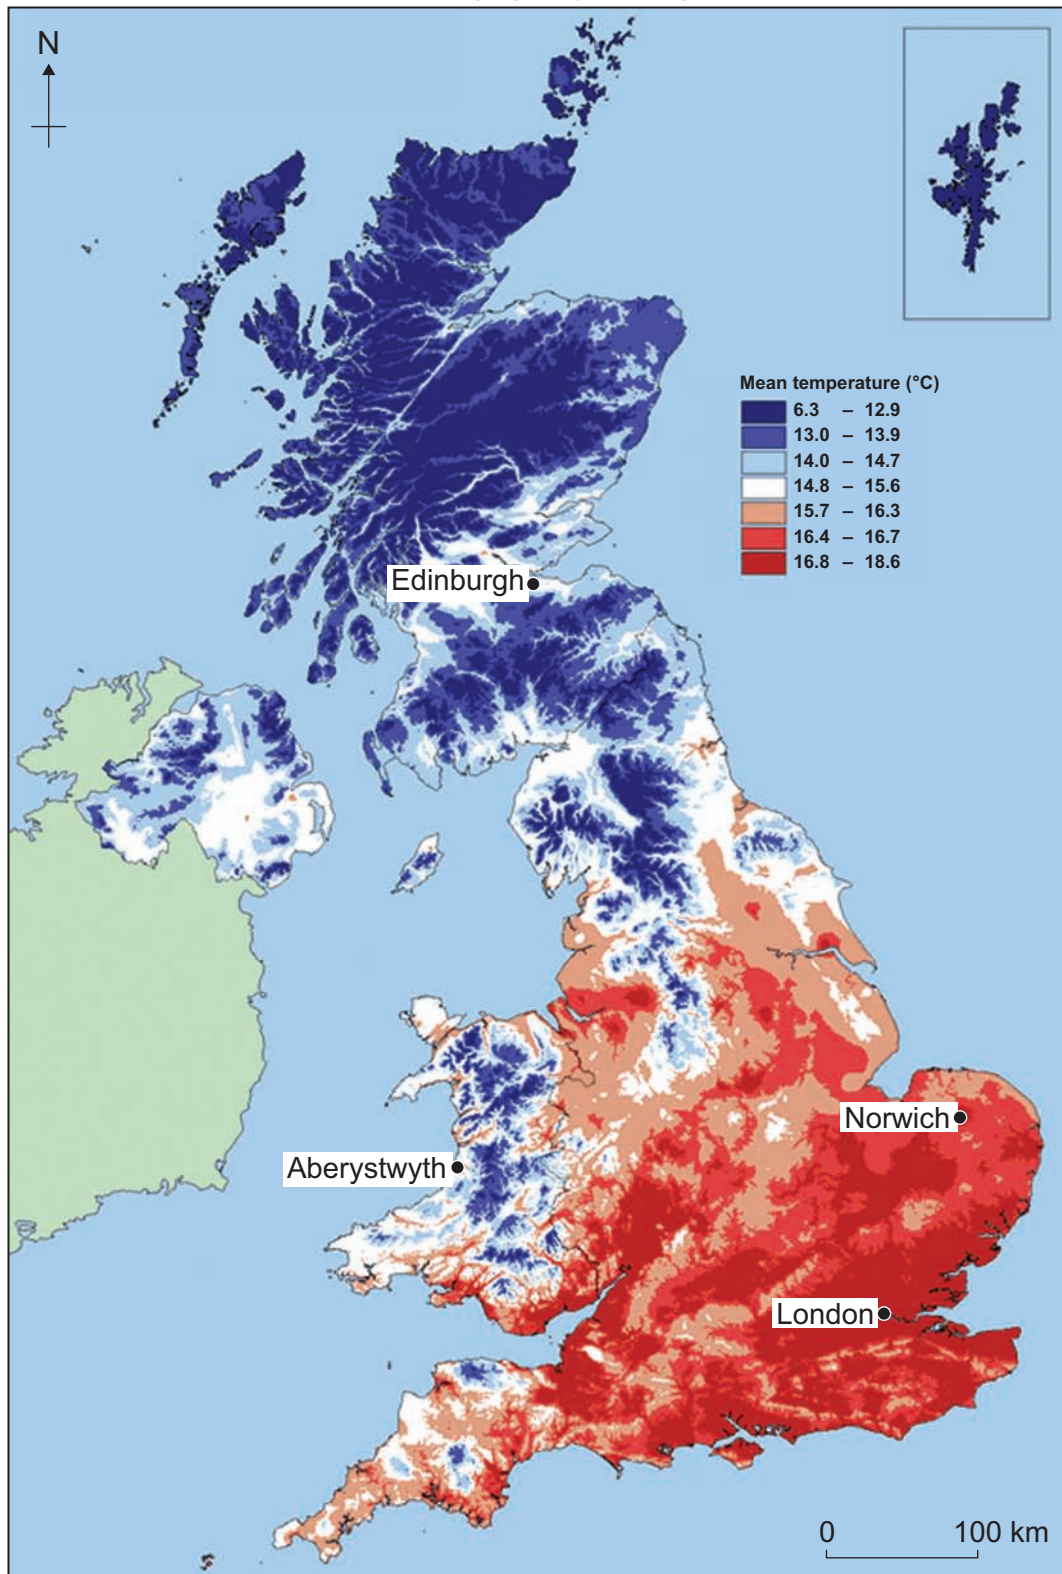 N
Mean temperature (°C)
6.3 – 12.9
13.0 – 13.9
14.0 – 14.7
14.8 – 15.6
15.7 – 16.3
16.4 – 16.7
16.8 – 18.6
Edinburgh
Norwich
Aberystwyth
London
0 100 km